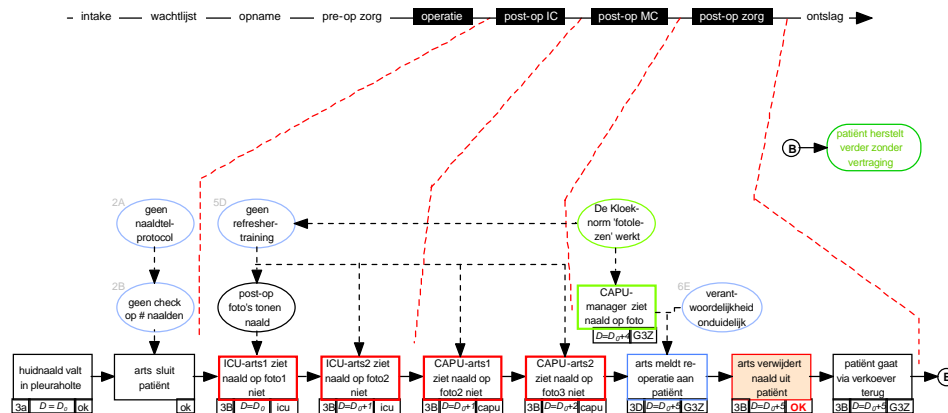 intake wachtlijst opname pre-op zorg operatie post-op IC post-op MC post-op zorg ontslag
B
patiënt herstelt
verder zonder
vertraging
2A
geen
naaldtel-
protocol
5D
geen
refresher-
training
De Kloek-
norm 'fotole-
zen' werkt
2B
geen check
op # naalden
post-op
foto's tonen
naald
CAPU-
manager ziet
naald op foto
D=D₀+4 G3Z
6E
verant-
woordelijkheid
onduidelijk
huidnaald valt
in pleuraholte
3a D = D₀ ok
arts sluit
patiënt
ok
ICU-arts1 ziet
naald op foto1
niet
3B D=D₀ icu
ICU-arts2 ziet
naald op foto2
niet
3B D=D₀+1 icu
CAPU-arts1
ziet naald op
foto2 niet
3B D=D₀+1 capu
CAPU-arts2
ziet naald op
foto3 niet
3B D=D₀+2 capu
arts meldt re-
operatie aan
patiënt
3D D=D₀+5 G3Z
arts verwijdert
naald uit
patiënt
3B D=D₀+5 OK
patiënt gaat
via verkoever
terug
3B D=D₀+5 G3Z